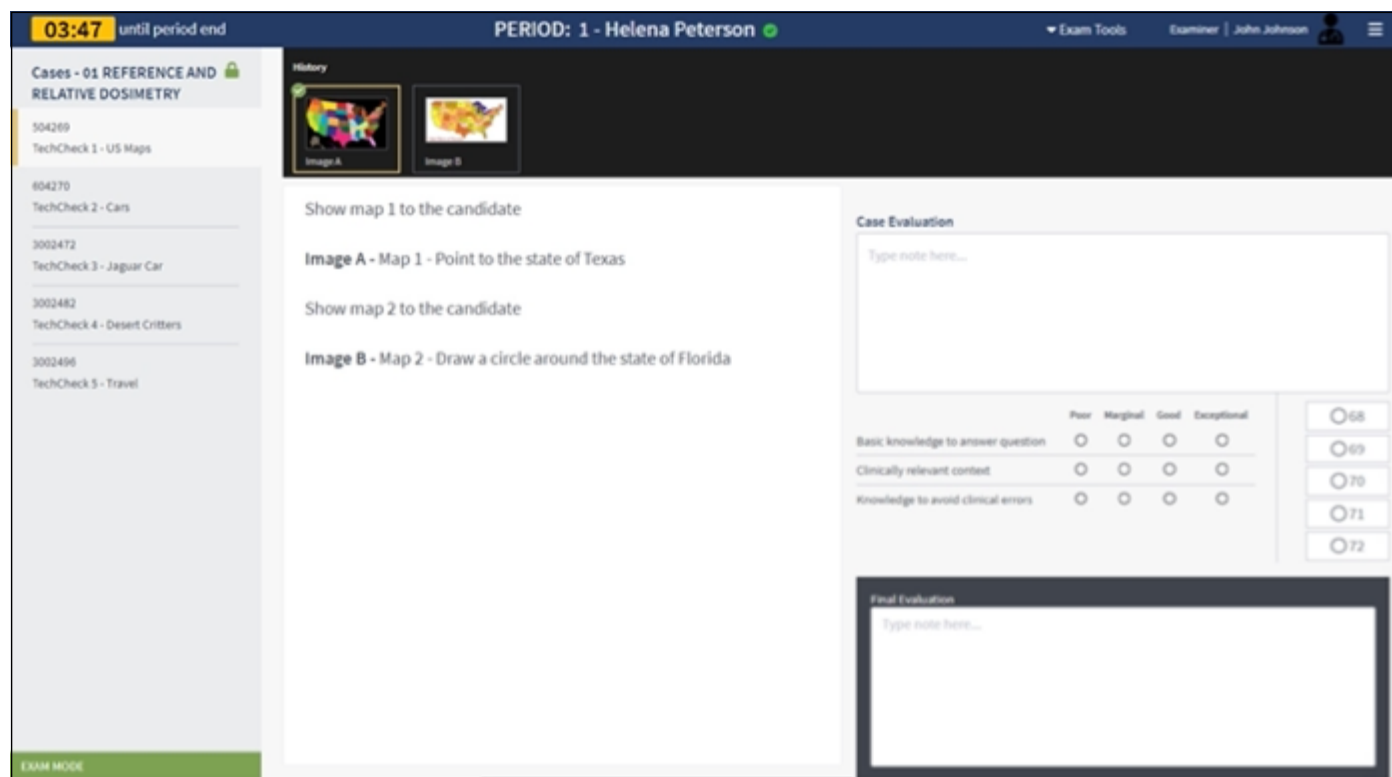 03:47 until period end
PERIOD: 1 - Helena Peterson
Exam Tools
Examiner | John Johnson
Cases - 01 REFERENCE AND
RELATIVE DOSIMETRY
504269
TechCheck 1 - US Maps
604270
TechCheck 2 - Cars
3002472
TechCheck 3 - Jaguar Car
3002482
TechCheck 4 - Desert Critters
3002496
TechCheck 5 - Travel
EXAM MODE
History
Image A
Image B
Show map 1 to the candidate
Image A - Map 1 - Point to the state of Texas
Show map 2 to the candidate
Image B - Map 2 - Draw a circle around the state of Florida
Case Evaluation
Type note here...
Poor Marginal Good Exceptional
Basic knowledge to answer question
Clinically relevant context
Knowledge to avoid clinical errors
68
69
70
71
72
Final Evaluation
Type note here...